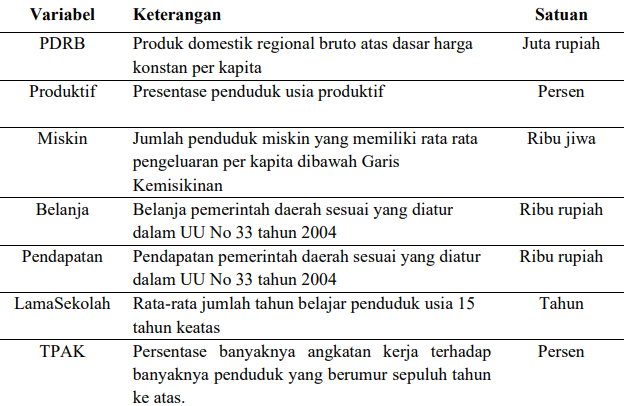 Variabel Keterangan Satuan
PDRB Produk domestik regional bruto atas dasar harga Juta rupiah
konstan per kapita
Produktif Presentase penduduk usia produktif Persen
Miskin Jumlah penduduk miskin yang memiliki rata rata Ribu jiwa
pengeluaran per kapita dibawah Garis
Kemisikinan
Belanja Belanja pemerintah daerah sesuai yang diatur Ribu rupiah
dalam UU No 33 tahun 2004
Pendapatan Pendapatan pemerintah daerah sesuai yang diatur Ribu rupiah
dalam UU No 33 tahun 2004
LamaSekolah Rata-rata jumlah tahun belajar penduduk usia 15 Tahun
tahun keatas
TPAK Persentase banyaknya angkatan kerja terhadap Persen
banyaknya penduduk yang berumur sepuluh tahun
ke atas.